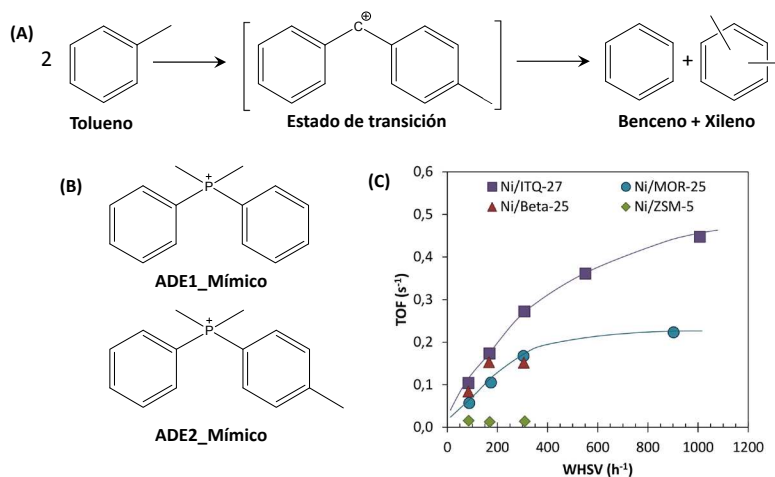 (A)
2
C
⊕
+
Tolueno
Estado de transición
Benceno + Xileno
(B)
P
+
ADE1_Mímico
P
+
ADE2_Mímico
(C)
Ni/ITQ-27
Ni/MOR-25
Ni/Beta-25
Ni/ZSM-5
TOF (s⁻¹)
0,6
0,5
0,4
0,3
0,2
0,1
0,0
0 200 400 600 800 1000 1200
WHSV (h⁻¹)